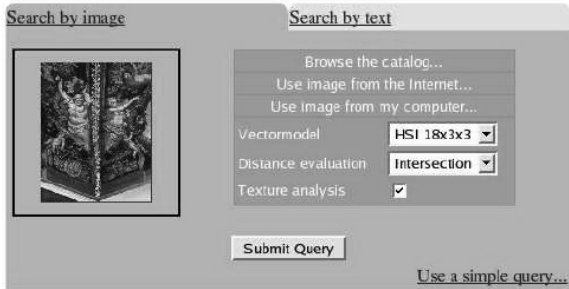 Search by image
Search by text
Browse the catalog...
Use image from the Internet...
Use image from my computer...
Vectormodel HSI 18x3x3
Distance evaluation Intersection
Texture analysis
Submit Query
Use a simple query...